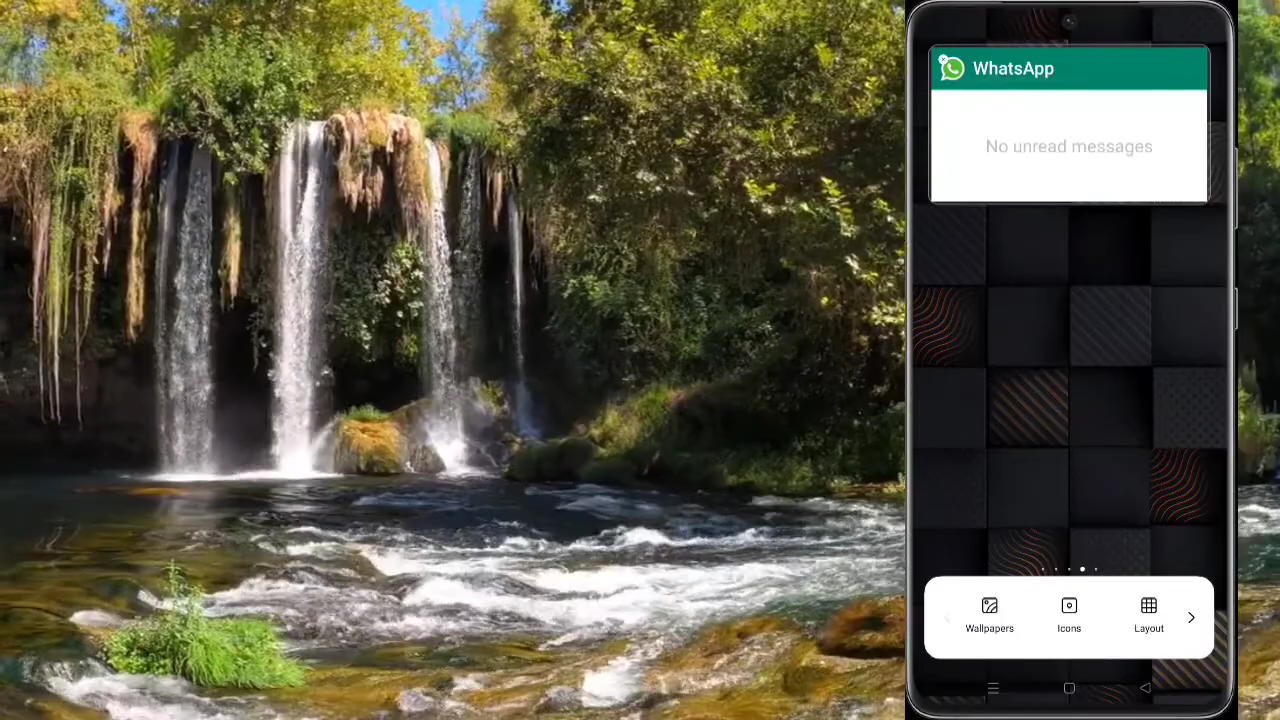 WhatsApp
No unread messages
Wallpapers
Icons
Layout